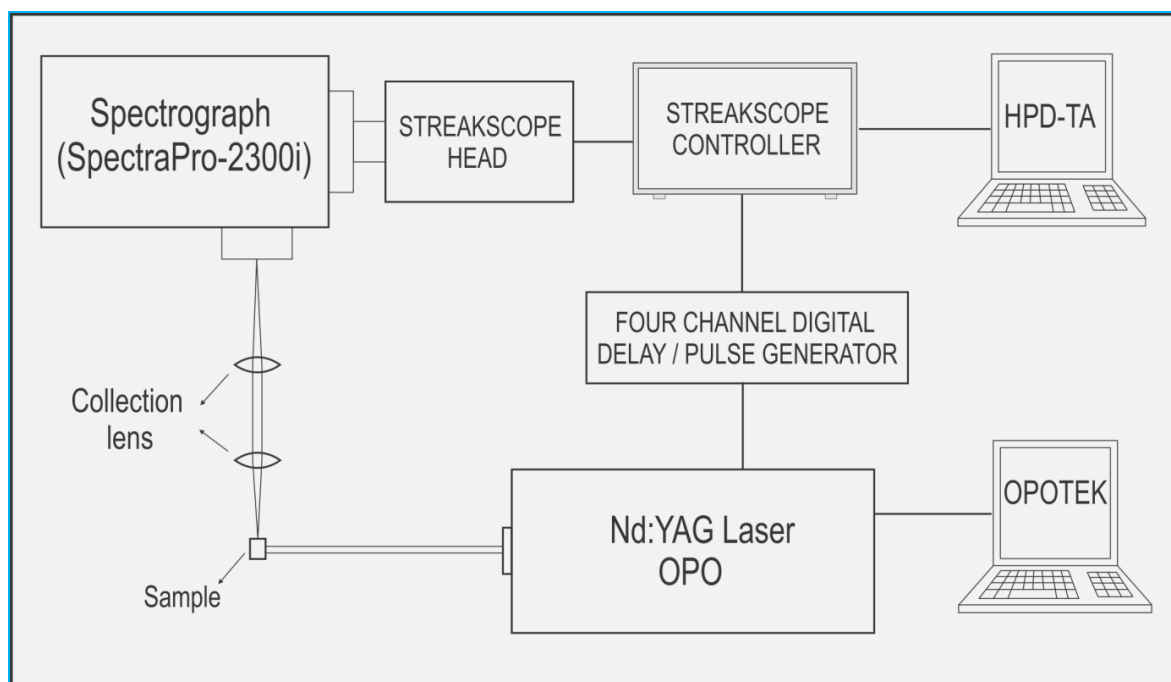 Spectrograph
(SpectraPro-2300i)
STREAKSCOPE
HEAD
STREAKSCOPE
CONTROLLER
HPD-TA
FOUR CHANNEL DIGITAL
DELAY / PULSE GENERATOR
Collection
lens
Sample
Nd:YAG Laser
OPO
OPOTEK